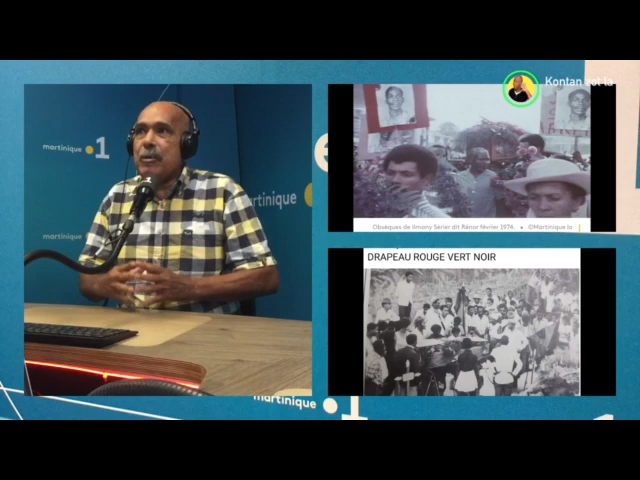 Kontan zot la
martinique 1
martinique
martinique
Obsèques de Ilmany Sérier dit Rénor février 1974. • ©Martinique la
DRAPEAU ROUGE VERT NOIR
martinique 1